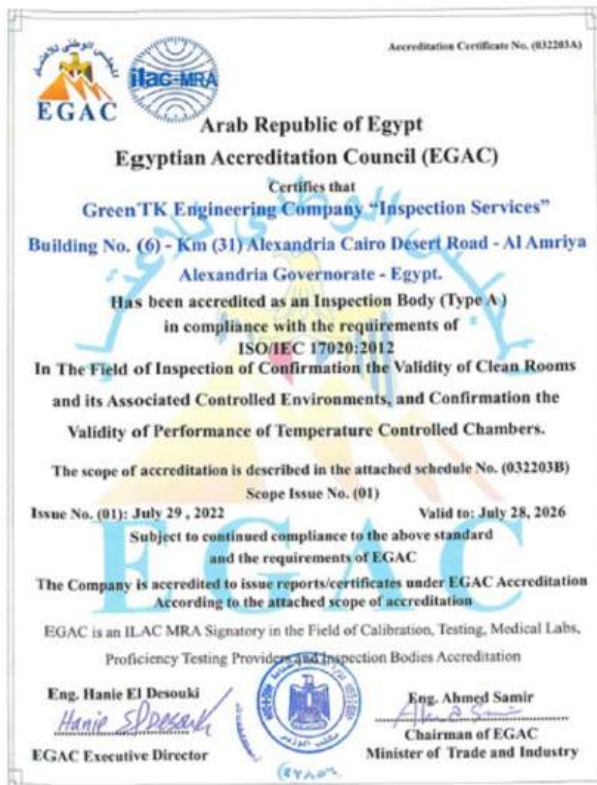 Accreditation Certificate No. (032203A)
المجلس الوطني للاعتماد
EGAC
ilac-MRA
Arab Republic of Egypt
Egyptian Accreditation Council (EGAC)
Certifies that
Green TK Engineering Company “Inspection Services”
Building No. (6) - Km (31) Alexandria Cairo Desert Road - Al Amriya
Alexandria Governorate - Egypt.
Has been accredited as an Inspection Body (Type A)
in compliance with the requirements of
ISO/IEC 17020:2012
In The Field of Inspection of Confirmation the Validity of Clean Rooms
and its Associated Controlled Environments, and Confirmation the
Validity of Performance of Temperature Controlled Chambers.
The scope of accreditation is described in the attached schedule No. (032203B)
Scope Issue No. (01)
Issue No. (01): July 29 , 2022 Valid to: July 28, 2026
Subject to continued compliance to the above standard
and the requirements of EGAC
The Company is accredited to issue reports/certificates under EGAC Accreditation
According to the attached scope of accreditation
EGAC is an ILAC MRA Signatory in the Field of Calibration, Testing, Medical Labs,
Proficiency Testing Providers and Inspection Bodies Accreditation
Eng. Hanie El Desouki Eng. Ahmed Samir
Hanie El Desouki
Chairman of EGAC
EGAC Executive Director Minister of Trade and Industry
EGAC